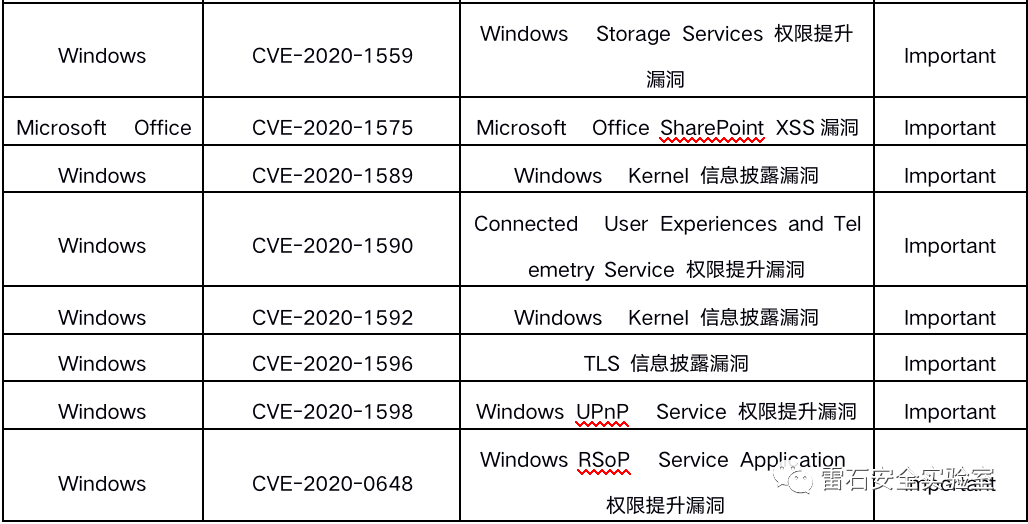 Windows CVE-2020-1559 Windows Storage Services 权限提升 Important
漏洞
Microsoft Office CVE-2020-1575 Microsoft Office SharePoint XSS 漏洞 Important
Windows CVE-2020-1589 Windows Kernel 信息披露漏洞 Important
Windows CVE-2020-1590 Connected User Experiences and Tel Important
emetry Service 权限提升漏洞
Windows CVE-2020-1592 Windows Kernel 信息披露漏洞 Important
Windows CVE-2020-1596 TLS 信息披露漏洞 Important
Windows CVE-2020-1598 Windows UPnP Service 权限提升漏洞 Important
Windows CVE-2020-0648 Windows RSoP Service Application Important
权限提升漏洞
雷石安全实验室